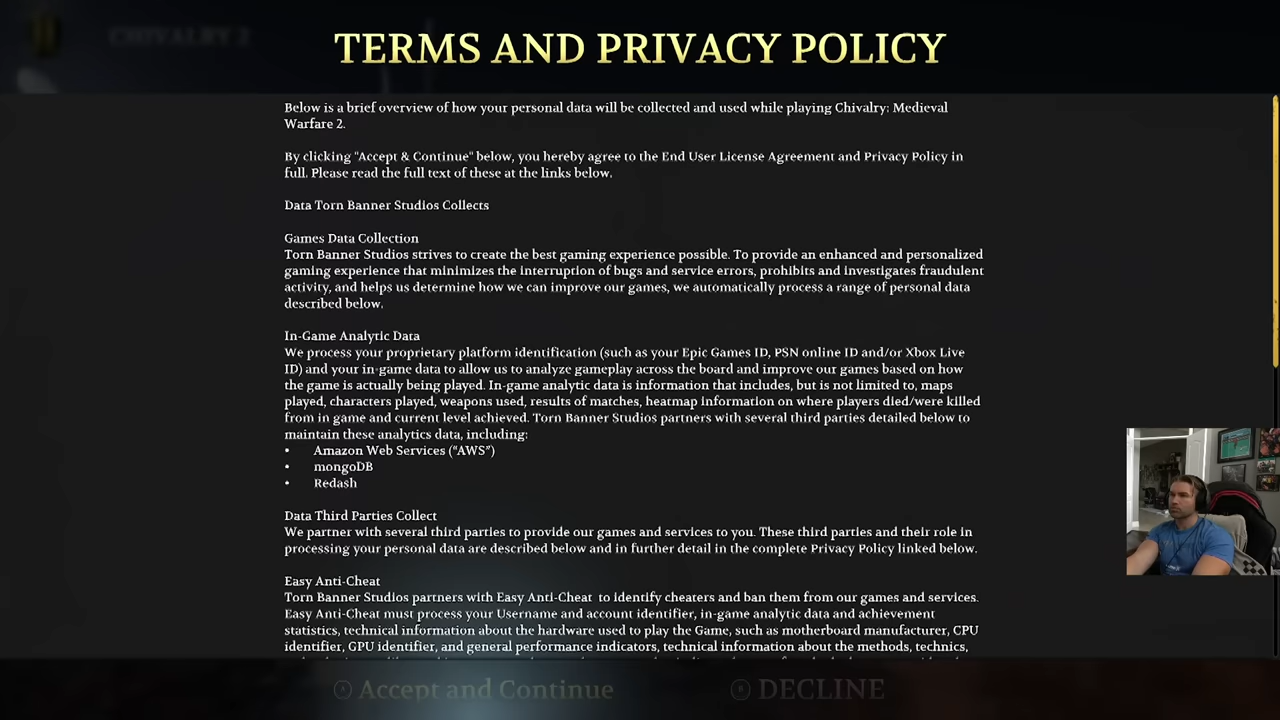 CHIVALRY 2
TERMS AND PRIVACY POLICY
Below is a brief overview of how your personal data will be collected and used while playing Chivalry: Medieval
Warfare 2.
By clicking "Accept & Continue" below, you hereby agree to the End User License Agreement and Privacy Policy in
full. Please read the full text of these at the links below.
Data Torn Banner Studios Collects
Games Data Collection
Torn Banner Studios strives to create the best gaming experience possible. To provide an enhanced and personalized
gaming experience that minimizes the interruption of bugs and service errors, prohibits and investigates fraudulent
activity, and helps us determine how we can improve our games, we automatically process a range of personal data
described below.
In-Game Analytic Data
We process your proprietary platform identification (such as your Epic Games ID, PSN online ID and/or Xbox Live
ID) and your in-game data to allow us to analyze gameplay across the board and improve our games based on how
the game is actually being played. In-game analytic data is information that includes, but is not limited to, maps
played, characters played, weapons used, results of matches, heatmap information on where players died/were killed
from in game and current level achieved. Torn Banner Studios partners with several third parties detailed below to
maintain these analytics data, including:
• Amazon Web Services ("AWS")
• mongoDB
• Redash
Data Third Parties Collect
We partner with several third parties to provide our games and services to you. These third parties and their role in
processing your personal data are described below and in further detail in the complete Privacy Policy linked below.
Easy Anti-Cheat
Torn Banner Studios partners with Easy Anti-Cheat to identify cheaters and ban them from our games and services.
Easy Anti-Cheat must process your Username and account identifier, in-game analytic data and achievement
statistics, technical information about the hardware used to play the Game, such as motherboard manufacturer, CPU
identifier, GPU identifier, and general performance indicators, technical information about the methods, technics,
Accept and Continue
DECLINE